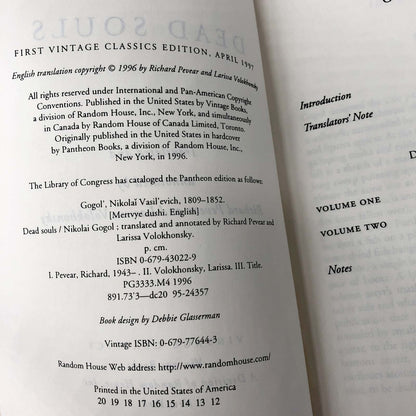 DEAD SOULS
FIRST VINTAGE CLASSICS EDITION, APRIL 1997
English translation copyright © 1996 by Richard Pevear and Larissa Volokhonsky
All rights reserved under International and Pan-American Copyright
Conventions. Published in the United States by Vintage Books,
a division of Random House, Inc., New York, and simultaneously
in Canada by Random House of Canada Limited, Toronto.
Originally published in the United States in hardcover
by Pantheon Books, a division of Random House, Inc.,
New York, in 1996.
The Library of Congress has cataloged the Pantheon edition as follows:
Gogol', Nikolaĭ Vasil'evich, 1809–1852.
[Mertvye dushi. English]
Dead souls / Nikolai Gogol ; translated and annotated by Richard Pevear and
Larissa Volokhonsky.
p. cm.
ISBN 0-679-43022-9
I. Pevear, Richard, 1943– . II. Volokhonsky, Larissa. III. Title.
PG3333.M4 1996
891.73'3—dc20 95-24357
Book design by Debbie Glasserman
Vintage ISBN: 0-679-77644-3
Random House Web address: http://www.randomhouse.com/
Printed in the United States of America
20 19 18 17 16 15 14 13 12
Introduction
Translators' Note
VOLUME ONE
VOLUME TWO
Notes